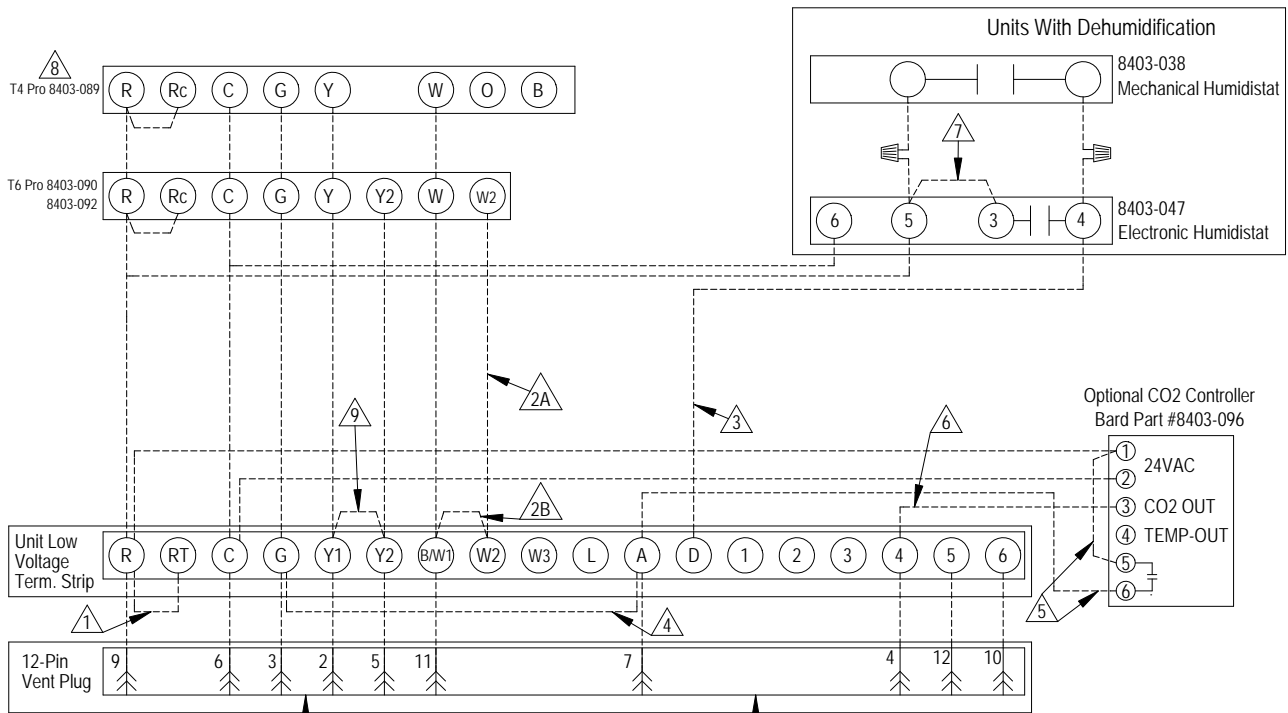 Units With Dehumidification
8403-038
Mechanical Humidistat
7
6 5 3 4
8403-047
Electronic Humidistat
8
T4 Pro 8403-089
R Rc C G Y W O B
T6 Pro 8403-090
8403-092
R Rc C G Y Y2 W W2
2A
9
3
6
2B
Optional CO2 Controller
Bard Part #8403-096
1
24VAC
2
3 CO2 OUT
4 TEMP-OUT
5
6
5
Unit Low
Voltage
Term. Strip
R RT C G Y1 Y2 B/W1 W2 W3 L A D 1 2 3 4 5 6
1
4
12-Pin
Vent Plug
9 6 3 2 5 11 7 4 12 10